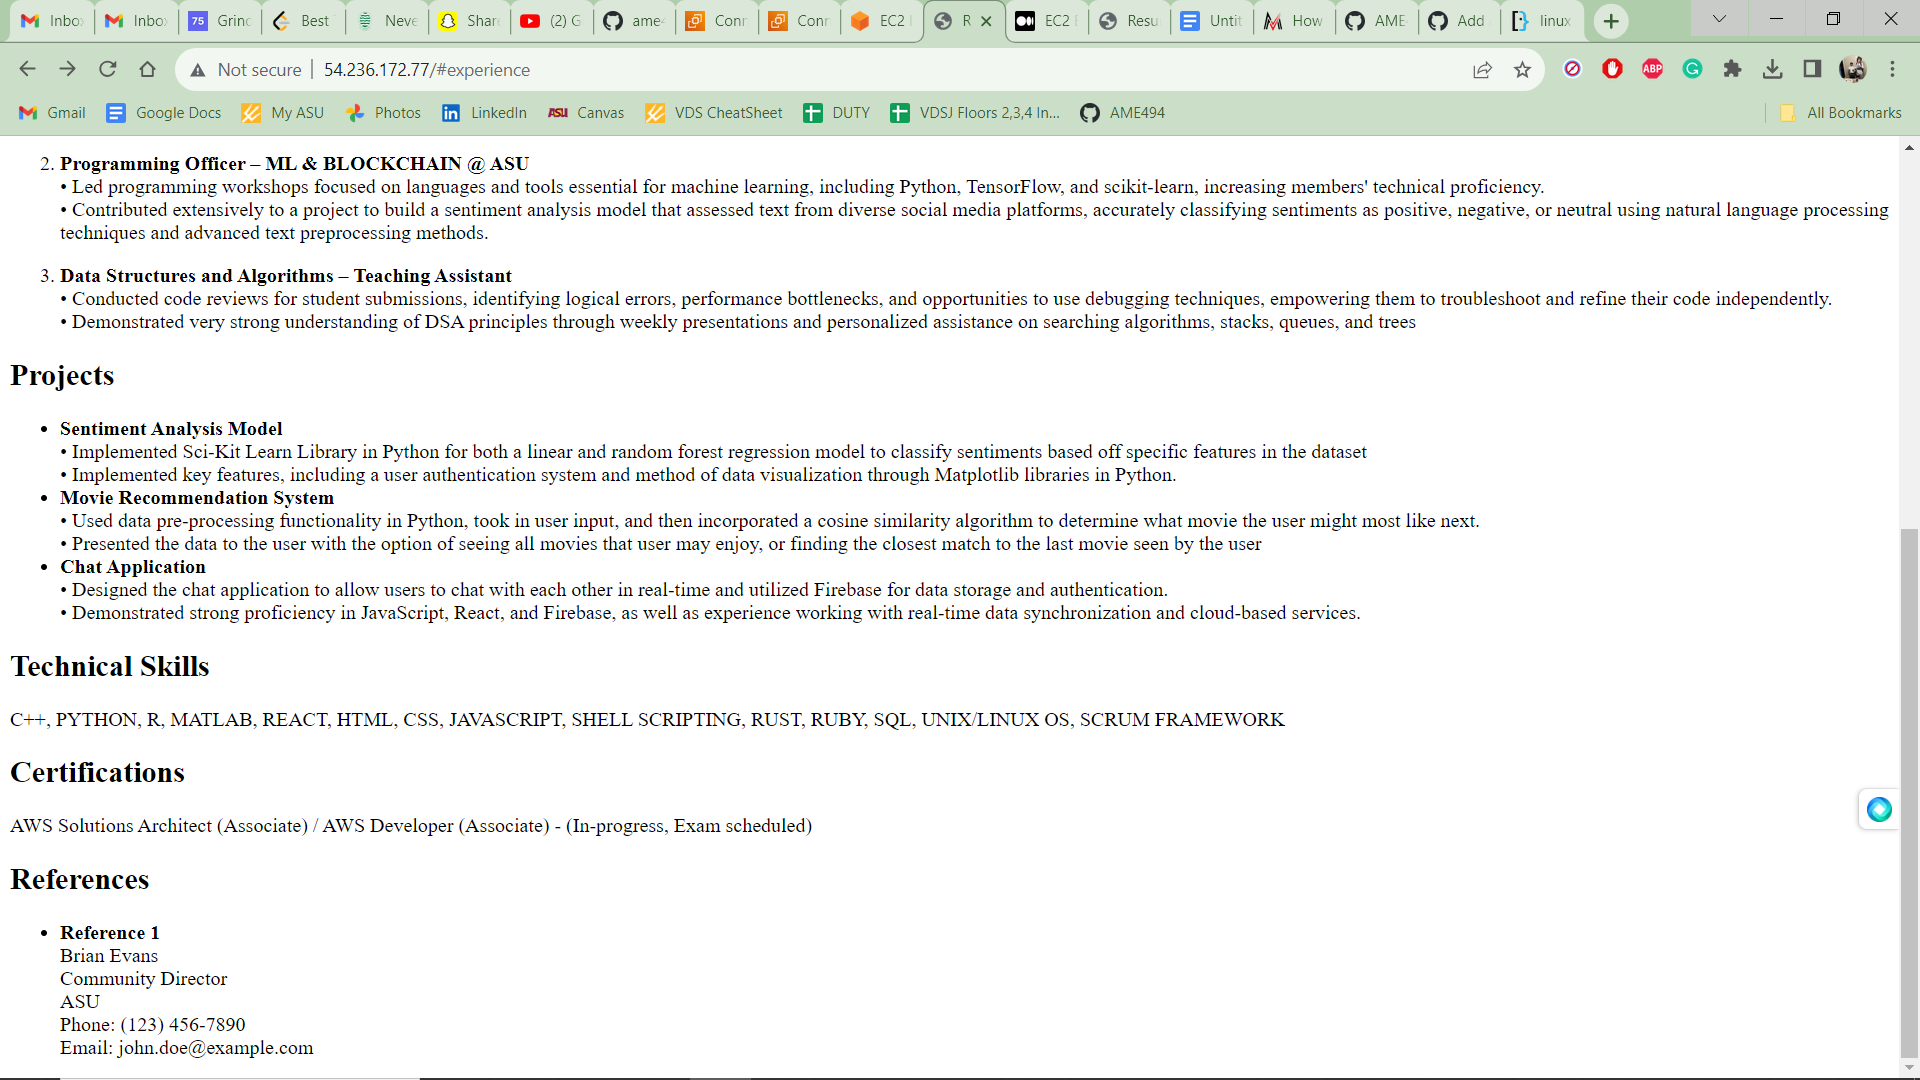 Inbox
Inbox
75 Grinc
Best
Neve
Share
(2) G
ame4
Conn
Conn
EC2 I
R
EC2 I
Resu
Untit
How
AME
Add
linux
Not secure | 54.236.172.77/#experience
ABP
Gmail
Google Docs
My ASU
Photos
LinkedIn
ASU Canvas
VDS CheatSheet
DUTY
VDSJ Floors 2,3,4 In...
AME494
All Bookmarks
2. Programming Officer – ML & BLOCKCHAIN @ ASU
• Led programming workshops focused on languages and tools essential for machine learning, including Python, TensorFlow, and scikit-learn, increasing members' technical proficiency.
• Contributed extensively to a project to build a sentiment analysis model that assessed text from diverse social media platforms, accurately classifying sentiments as positive, negative, or neutral using natural language processing
techniques and advanced text preprocessing methods.
3. Data Structures and Algorithms – Teaching Assistant
• Conducted code reviews for student submissions, identifying logical errors, performance bottlenecks, and opportunities to use debugging techniques, empowering them to troubleshoot and refine their code independently.
• Demonstrated very strong understanding of DSA principles through weekly presentations and personalized assistance on searching algorithms, stacks, queues, and trees
Projects
• Sentiment Analysis Model
• Implemented Sci-Kit Learn Library in Python for both a linear and random forest regression model to classify sentiments based off specific features in the dataset
• Implemented key features, including a user authentication system and method of data visualization through Matplotlib libraries in Python.
• Movie Recommendation System
• Used data pre-processing functionality in Python, took in user input, and then incorporated a cosine similarity algorithm to determine what movie the user might most like next.
• Presented the data to the user with the option of seeing all movies that user may enjoy, or finding the closest match to the last movie seen by the user
• Chat Application
• Designed the chat application to allow users to chat with each other in real-time and utilized Firebase for data storage and authentication.
• Demonstrated strong proficiency in JavaScript, React, and Firebase, as well as experience working with real-time data synchronization and cloud-based services.
Technical Skills
C++, PYTHON, R, MATLAB, REACT, HTML, CSS, JAVASCRIPT, SHELL SCRIPTING, RUST, RUBY, SQL, UNIX/LINUX OS, SCRUM FRAMEWORK
Certifications
AWS Solutions Architect (Associate) / AWS Developer (Associate) - (In-progress, Exam scheduled)
References
• Reference 1
Brian Evans
Community Director
ASU
Phone: (123) 456-7890
Email: john.doe@example.com